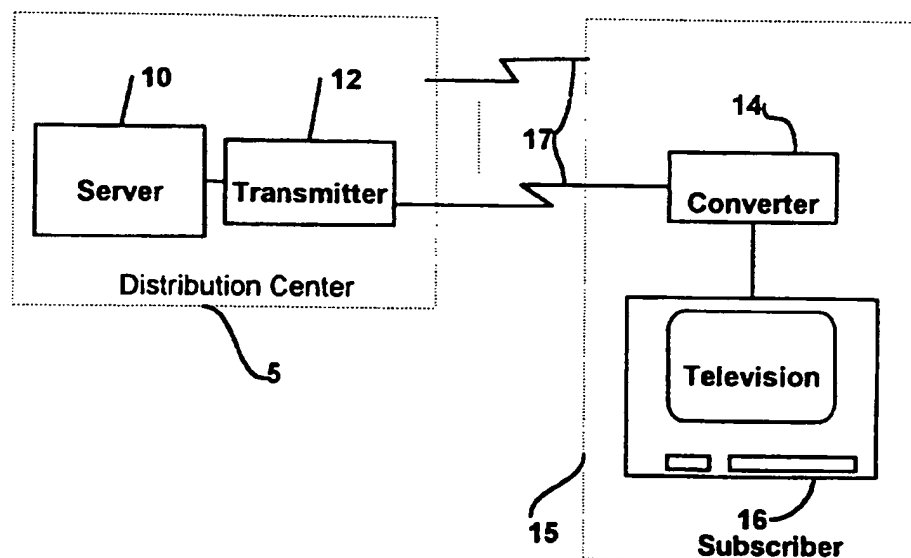 10
12
Server
Transmitter
Distribution Center
5
17
14
Converter
Television
15
16
Subscriber